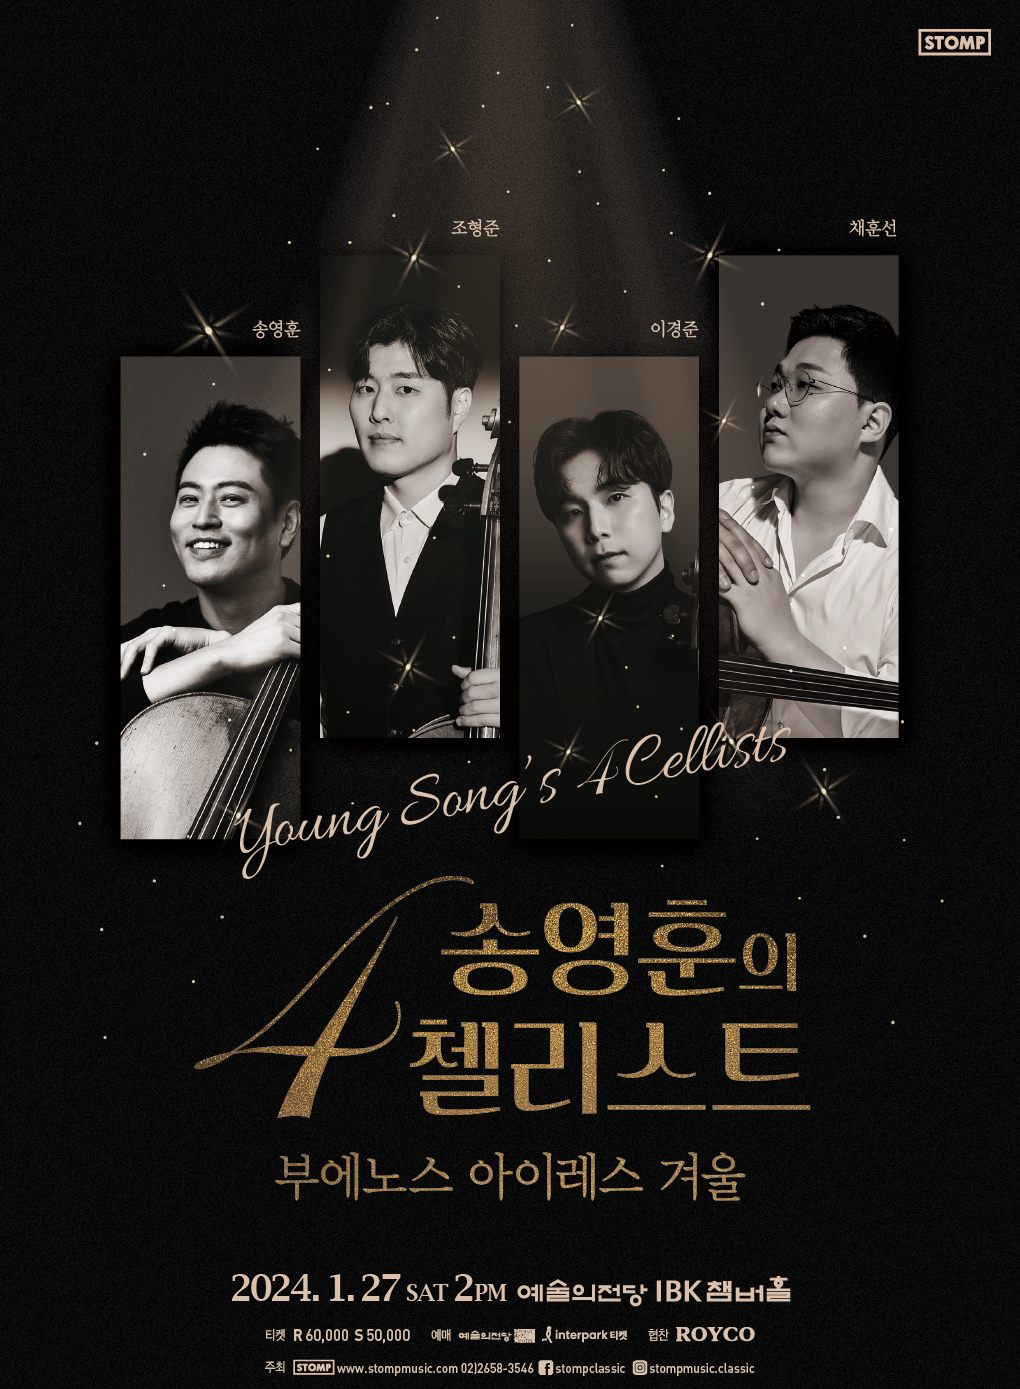 STOMP
조형준
채훈선
송영훈
이경준
Young Song's 4 Cellists
4 송영훈의
첼리스트
부에노스 아이레스 겨울
2024. 1. 27 SAT 2PM 예술의전당 IBK 챔버홀
티켓 R 60,000 S 50,000 예매 예술의전당 interpark 티켓 협찬 ROYCO
주최 STOMP www.stompmusic.com 02)2658-3546 stompclassic stompmusic.classic